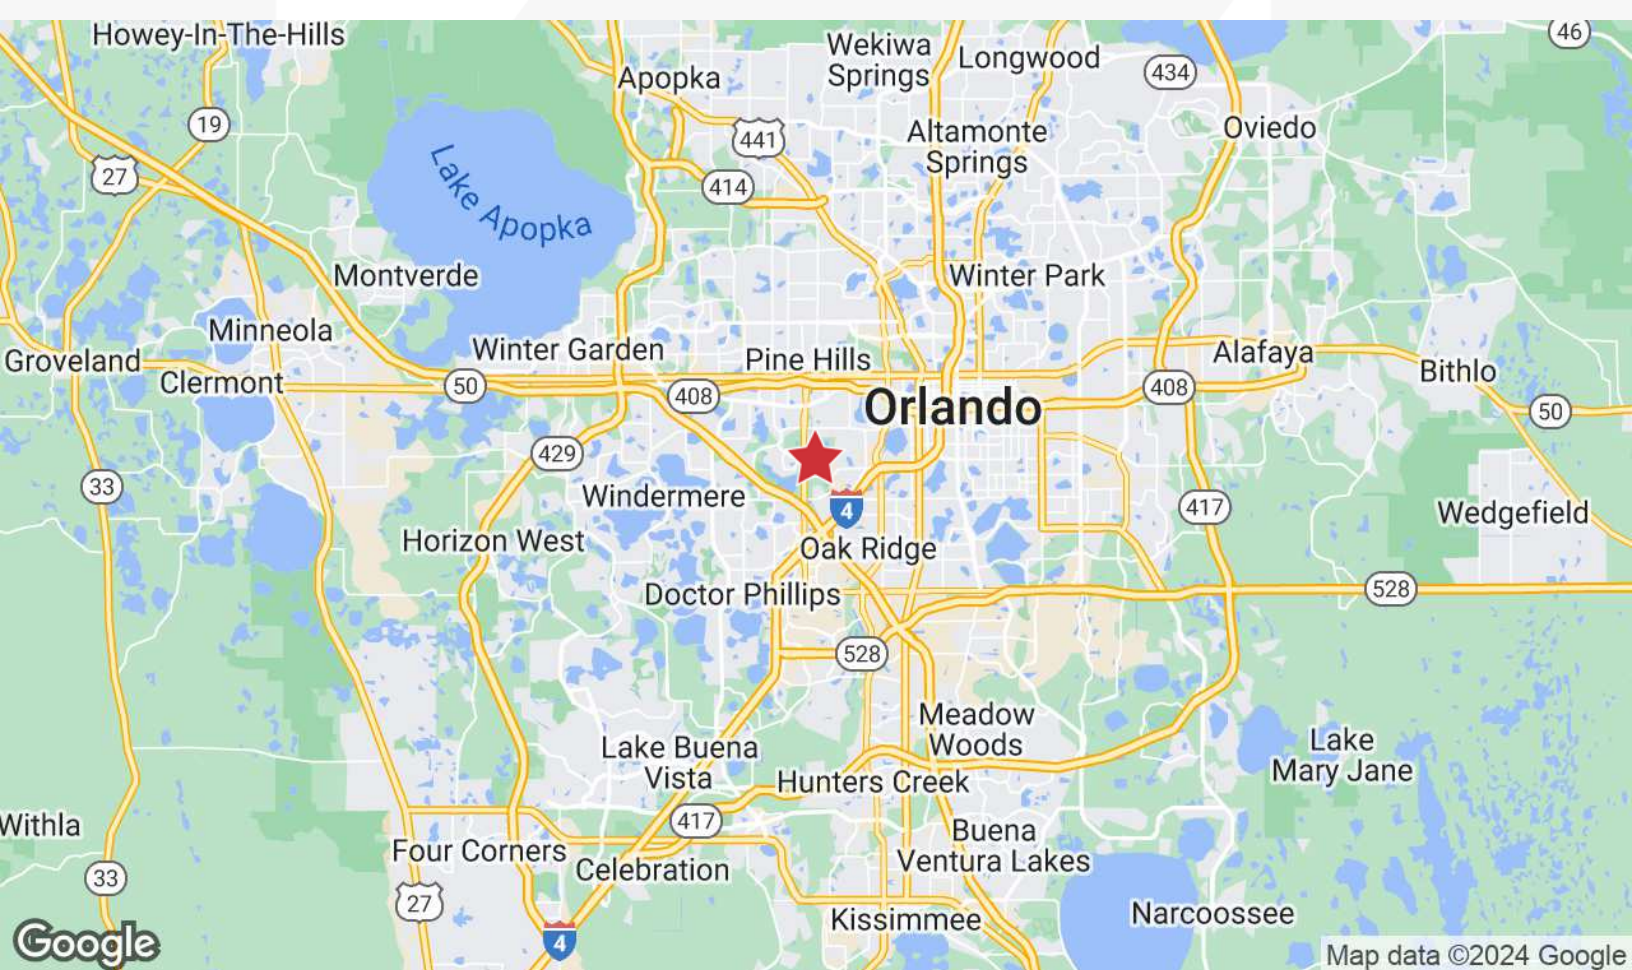 Howey-In-The-Hills
46
Wekiwa
Springs
Longwood
434
Apopka
19
441
Altamonte
Springs
Oviedo
27
414
Lake Apopka
Montverde
Winter Park
Minneola
Winter Garden
Pine Hills
Alafaya
Groveland
Clermont
50
408
Orlando
408
Bithlo
50
429
33
Windermere
4
417
Wedgefield
Horizon West
Oak Ridge
Doctor Phillips
528
528
Meadow
Woods
Lake Buena
Vista
Hunters Creek
Lake
Mary Jane
Withla
417
Four Corners
Celebration
Buena
Ventura Lakes
33
27
Kissimmee
Narcoossee
Google
4
Map data ©2024 Google